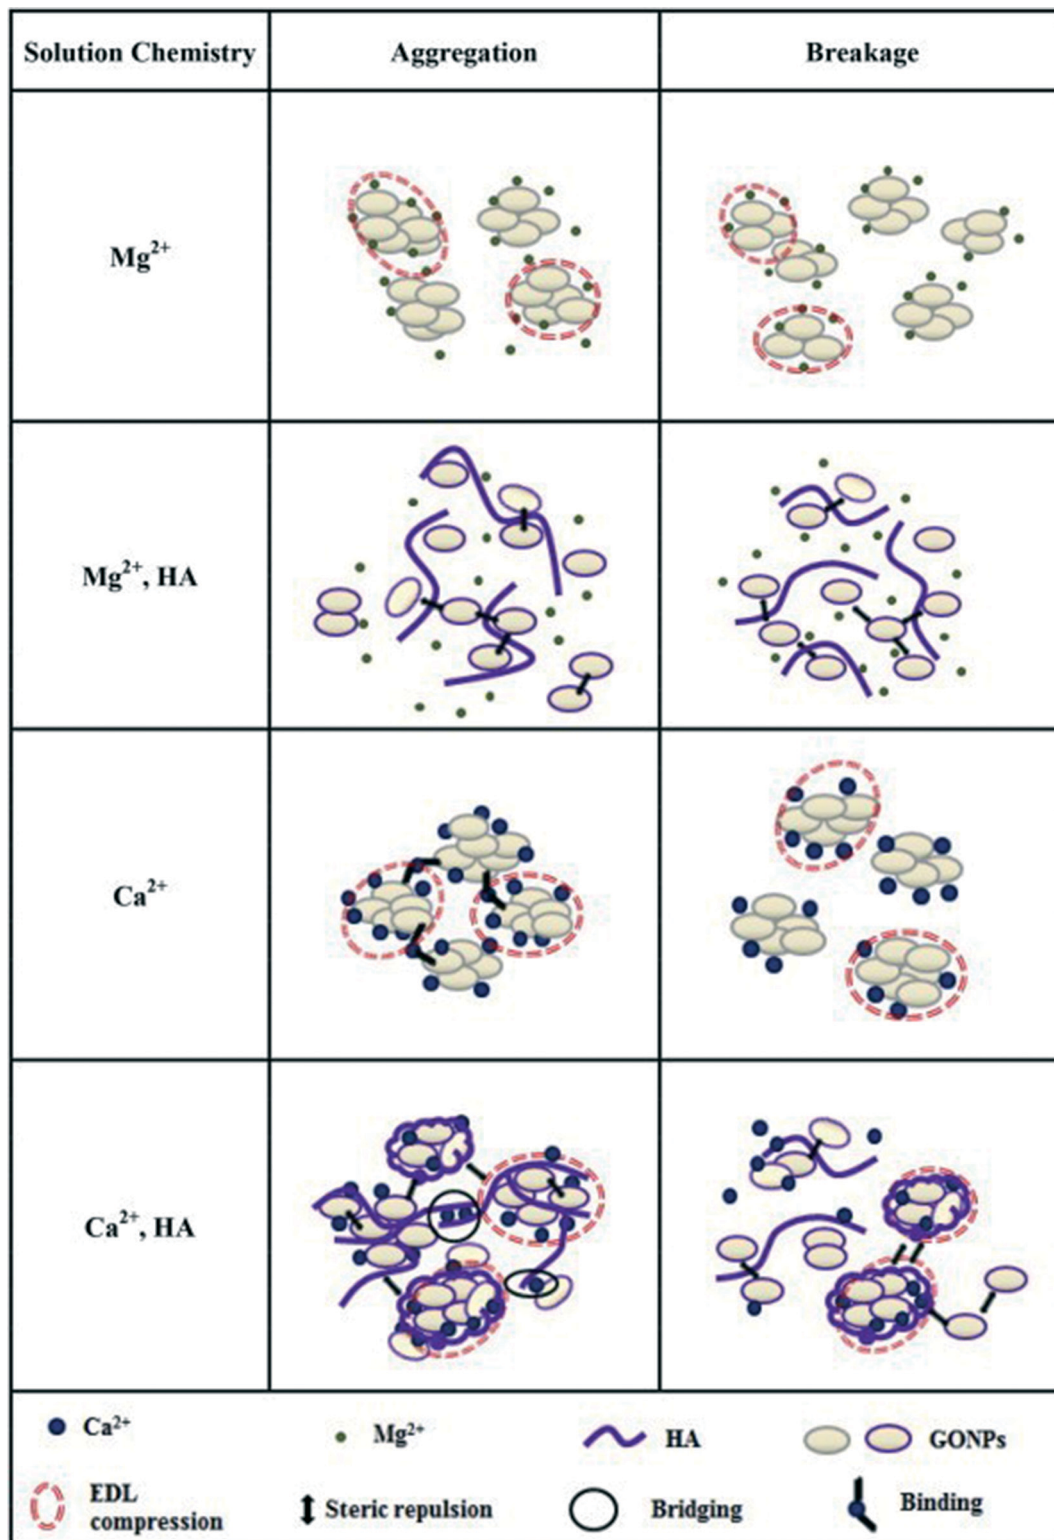 Solution Chemistry Aggregation Breakage
Mg²⁺
Mg²⁺, HA
Ca²⁺
Ca²⁺, HA
Ca²⁺ Mg²⁺ HA GONPs
EDL compression Steric repulsion Bridging Binding